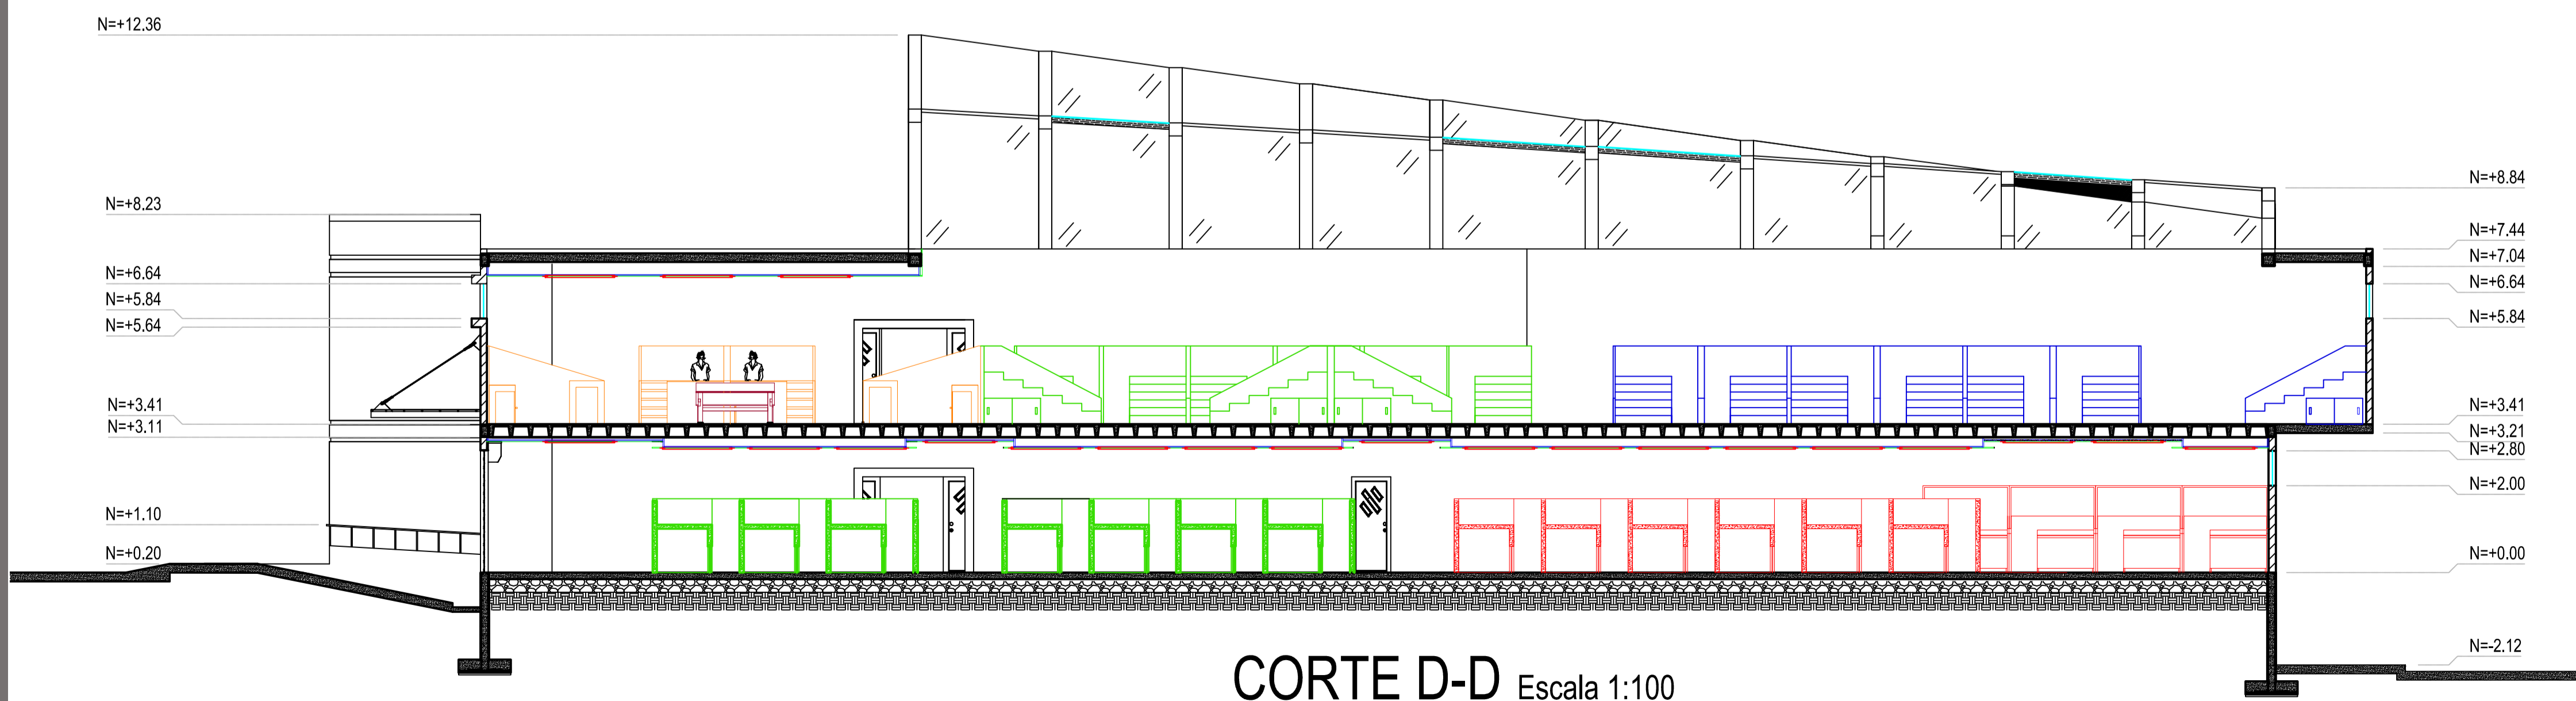 N=+12.36
N=+8.23
N=+6.64
N=+5.84
N=+5.64
N=+3.41
N=+3.11
N=+1.10
N=+0.20
N=+8.84
N=+7.44
N=+7.04
N=+6.64
N=+5.84
N=+3.41
N=+3.21
N=+2.80
N=+2.00
N=+0.00
N=-2.12
CORTE D-D Escala 1:100